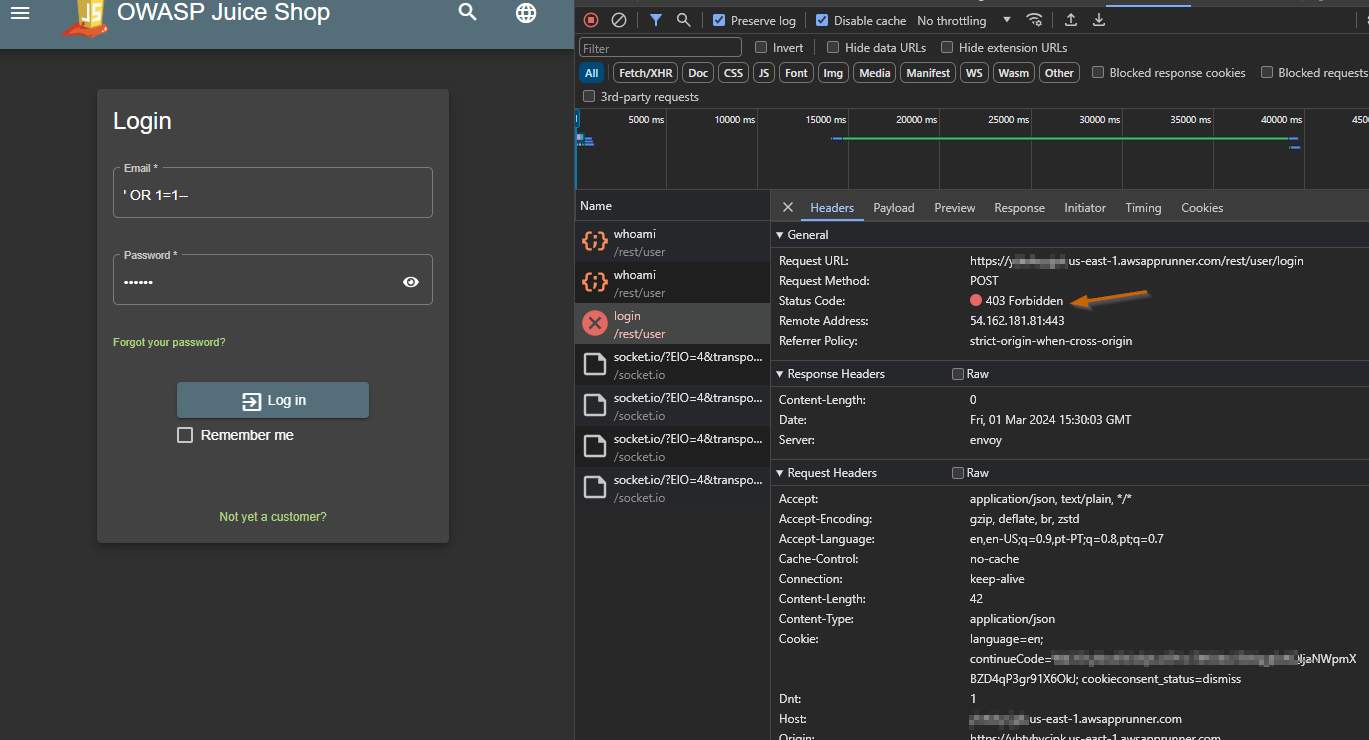 OWASP Juice Shop
JS
Login
Email *
' OR 1=1--
Password *
••••••
Forgot your password?
Log in
Remember me
Not yet a customer?
Preserve log
Disable cache
No throttling
Filter
Invert
Hide data URLs
Hide extension URLs
All
Fetch/XHR
Doc
CSS
JS
Font
Img
Media
Manifest
WS
Wasm
Other
Blocked response cookies
Blocked requests
3rd-party requests
5000 ms
10000 ms
15000 ms
20000 ms
25000 ms
30000 ms
35000 ms
40000 ms
Name
whoami
/rest/user
whoami
/rest/user
login
/rest/user
socket.io/?EIO=4&transpo...
/socket.io
socket.io/?EIO=4&transpo...
/socket.io
socket.io/?EIO=4&transpo...
/socket.io
socket.io/?EIO=4&transpo...
/socket.io
Headers
Payload
Preview
Response
Initiator
Timing
Cookies
General
Request URL: us-east-1.awsapprunner.com/rest/user/login
Request Method: POST
Status Code: 403 Forbidden
Remote Address: 54.162.181.81:443
Referrer Policy: strict-origin-when-cross-origin
Response Headers
Raw
Content-Length: 0
Date: Fri, 01 Mar 2024 15:30:03 GMT
Server: envoy
Request Headers
Raw
Accept: application/json, text/plain, */*
Accept-Encoding: gzip, deflate, br, zstd
Accept-Language: en,en-US;q=0.9,pt-PT;q=0.8,pt;q=0.7
Cache-Control: no-cache
Connection: keep-alive
Content-Length: 42
Content-Type: application/json
Cookie: language=en;
continueCode=
BZD4qP3gr91X6OkJ; cookieconsent_status=dismiss
Dnt: 1
Host: us-east-1.awsapprunner.com